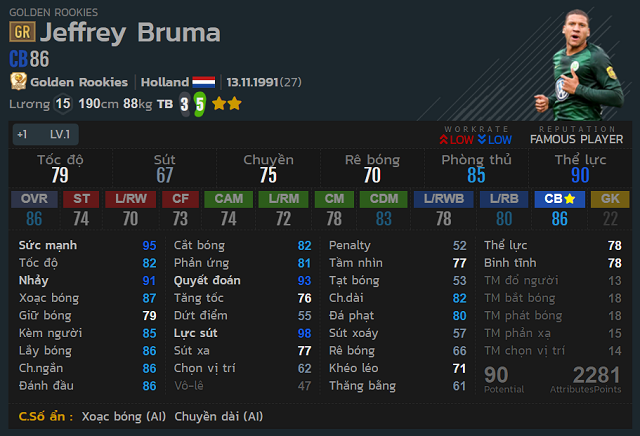 GOLDEN ROOKIES
GR Jeffrey Bruma
CB 86
Golden Rookies Holland 13.11.1991 (27)
Lương 15 190cm 88kg TB 3 5
+1 LV.1
WORKRATE LOW LOW
REPUTATION FAMOUS PLAYER
Tốc độ Sút Chuyền Rê bóng Phòng thủ Thể lực
79 67 75 70 85 90
OVR ST L/RW CF CAM L/RM CM CDM L/RWB L/RB CB GK
86 74 70 73 74 72 78 83 78 80 86 22
Sức mạnh 95 Cắt bóng 82 Penalty 52 Thể lực 78
Tốc độ 82 Phản ứng 81 Tầm nhìn 77 Bình tĩnh 78
Nhảy 91 Quyết đoán 93 Tạt bóng 53 TM đổ người 13
Xoạc bóng 87 Tăng tốc 76 Ch.dài 82 TM bắt bóng 18
Giữ bóng 79 Dứt điểm 55 Đá phạt 80 TM phát bóng 18
Kèm người 85 Lực sút 98 Sút xoáy 57 TM phản xạ 15
Lấy bóng 86 Sút xa 77 Rê bóng 66 TM chọn vị trí 14
Ch.ngắn 86 Chọn vị trí 62 Khéo léo 71
Đánh đầu 86 Vô-lê 47 Thăng bằng 61
90 2281
Potential AttributesPoints
C.Số ẩn : Xoạc bóng (AI) Chuyền dài (AI)